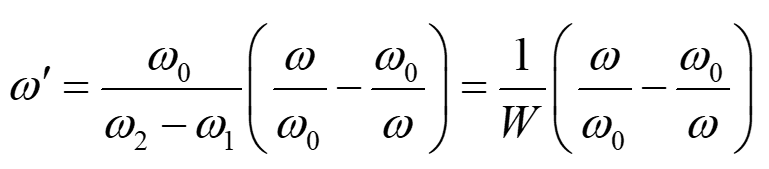 ω′ = ω₀/(ω₂ − ω₁) (ω/ω₀ − ω₀/ω) = 1/W (ω/ω₀ − ω₀/ω)